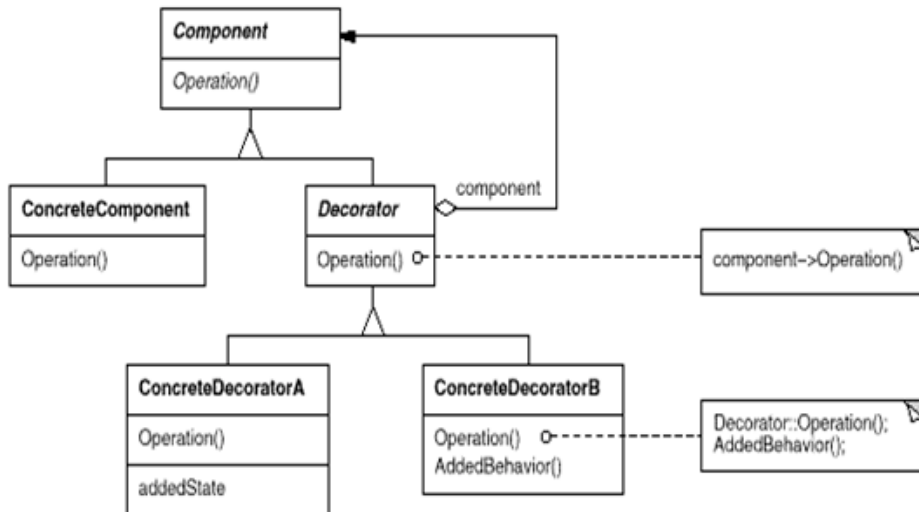 Component
Operation()
component
ConcreteComponent
Operation()
Decorator
Operation()
component->Operation()
ConcreteDecoratorA
Operation()
addedState
ConcreteDecoratorB
Operation()
AddedBehavior()
Decorator::Operation();
AddedBehavior();